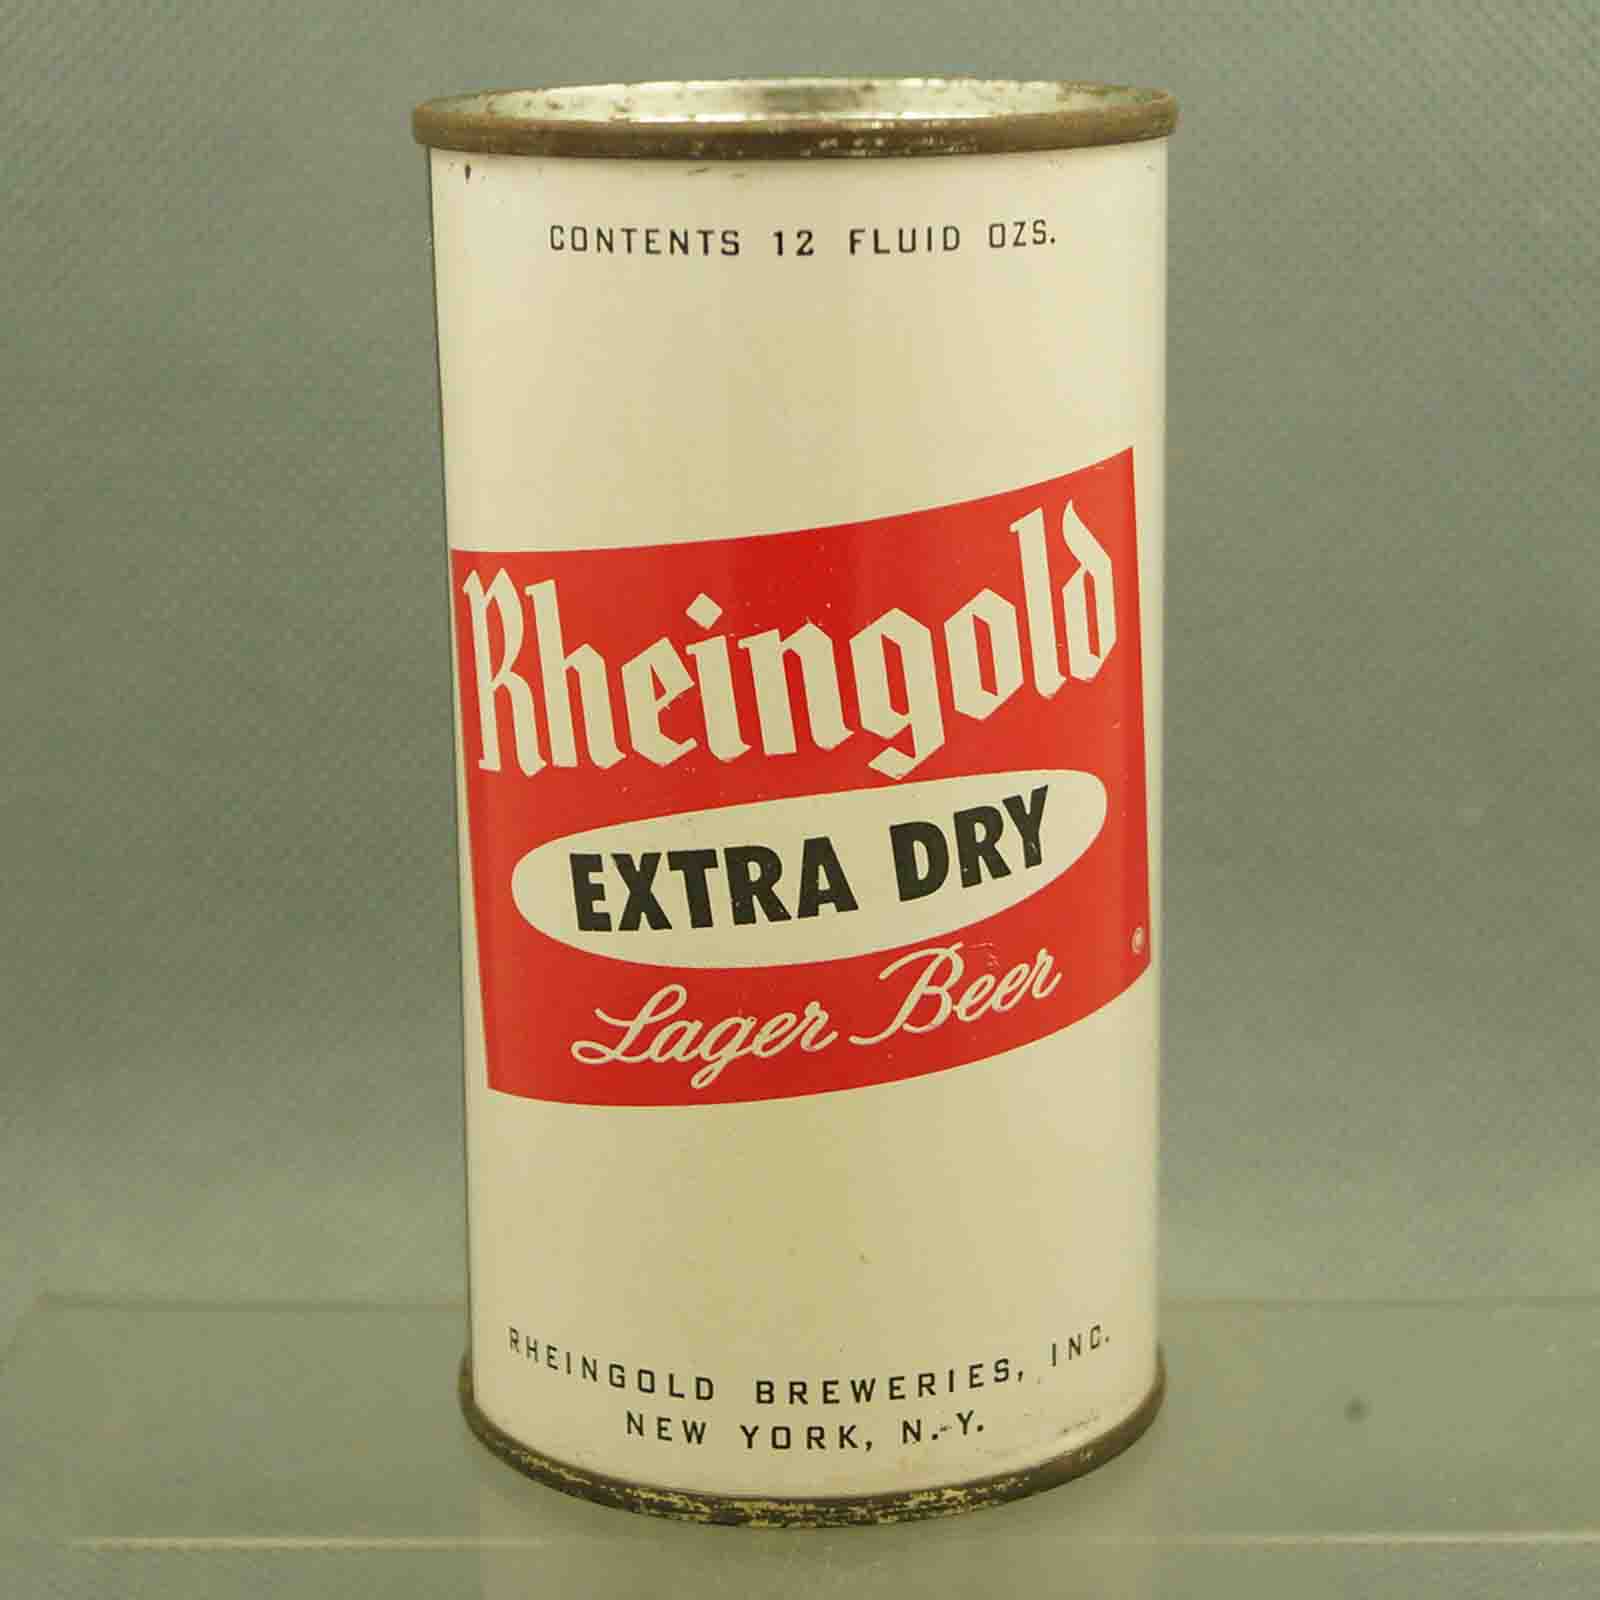 CONTENTS 12 FLUID OZS.
Rheingold
EXTRA DRY
Lager Beer
®
RHEINGOLD BREWERIES, INC.
NEW YORK, N.Y.